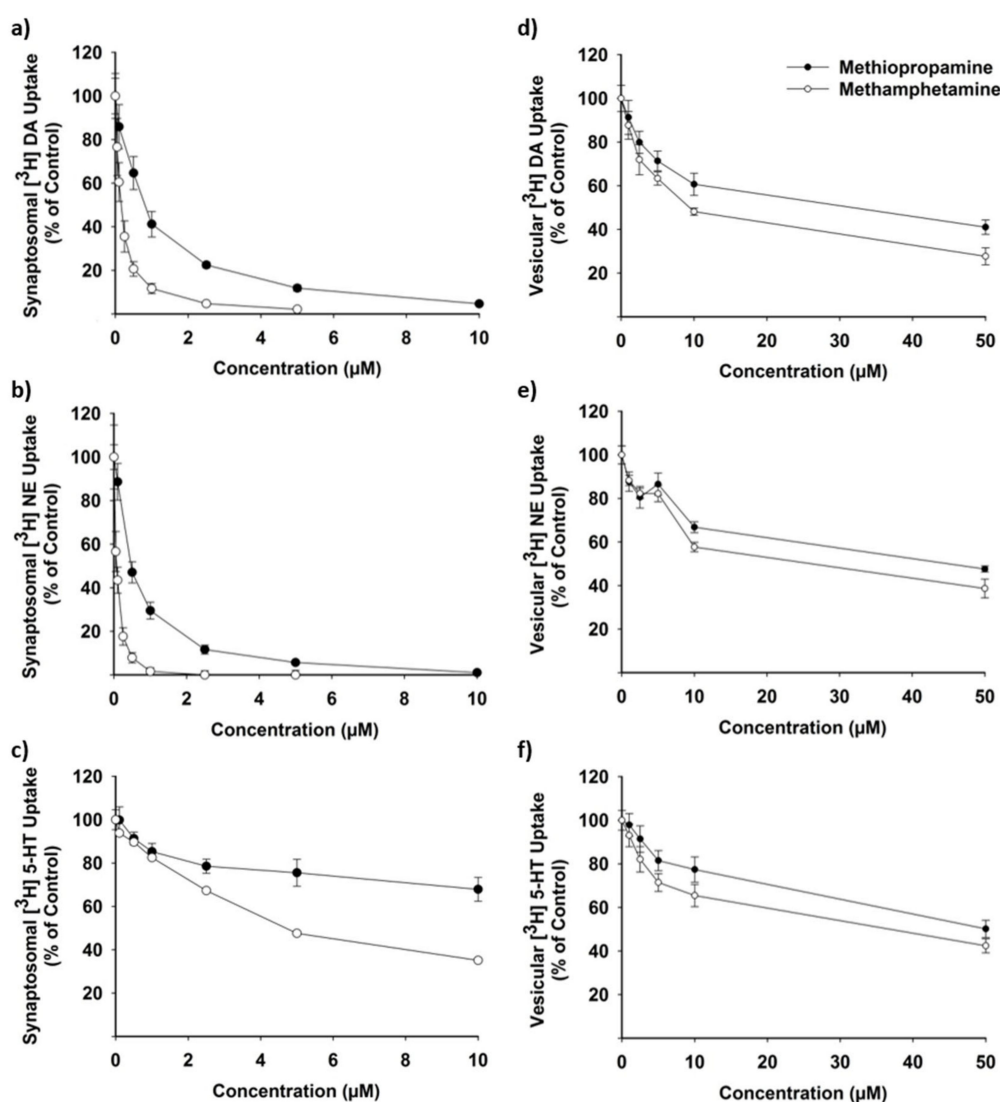 a)
Synaptosomal [³H] DA Uptake
(% of Control)
120
100
80
60
40
20
0 2 4 6 8 10
Concentration (µM)
d)
Vesicular [³H] DA Uptake
(% of Control)
120
100
80
60
40
20
0 10 20 30 40 50
Concentration (µM)
Methiopropamine
Methamphetamine
b)
Synaptosomal [³H] NE Uptake
(% of Control)
120
100
80
60
40
20
0 2 4 6 8 10
Concentration (µM)
e)
Vesicular [³H] NE Uptake
(% of Control)
120
100
80
60
40
20
0 10 20 30 40 50
Concentration (µM)
c)
Synaptosomal [³H] 5-HT Uptake
(% of Control)
120
100
80
60
40
20
0 2 4 6 8 10
Concentration (µM)
f)
Vesicular [³H] 5-HT Uptake
(% of Control)
120
100
80
60
40
20
0 10 20 30 40 50
Concentration (µM)